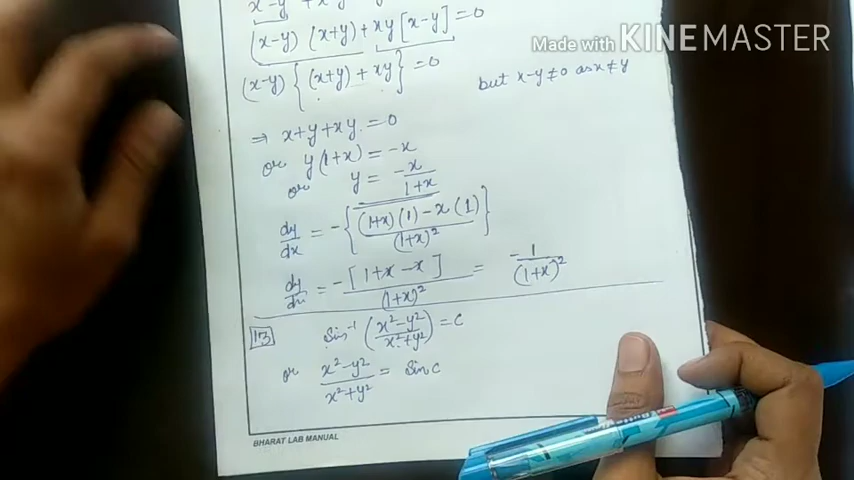 x-y
(x-y) (x+y) + xy [x-y] = 0
Made with KINEMASTER
(x-y) { (x+y) + xy } = 0
but x-y ≠ 0 as x ≠ y
⇒ x+y+xy = 0
or y(1+x) = -x
or y = -x/(1+x)
dy/dx = -{ ((1+x)(1) - x(1))/(1+x)² }
dy/dx = -[1+x-x]/(1+x)² = -1/(1+x)²
113 Sin⁻¹ ((x²-y²)/(x²+y²)) = C
or (x²-y²)/(x²+y²) = Sin C
BHARAT LAB MANUAL